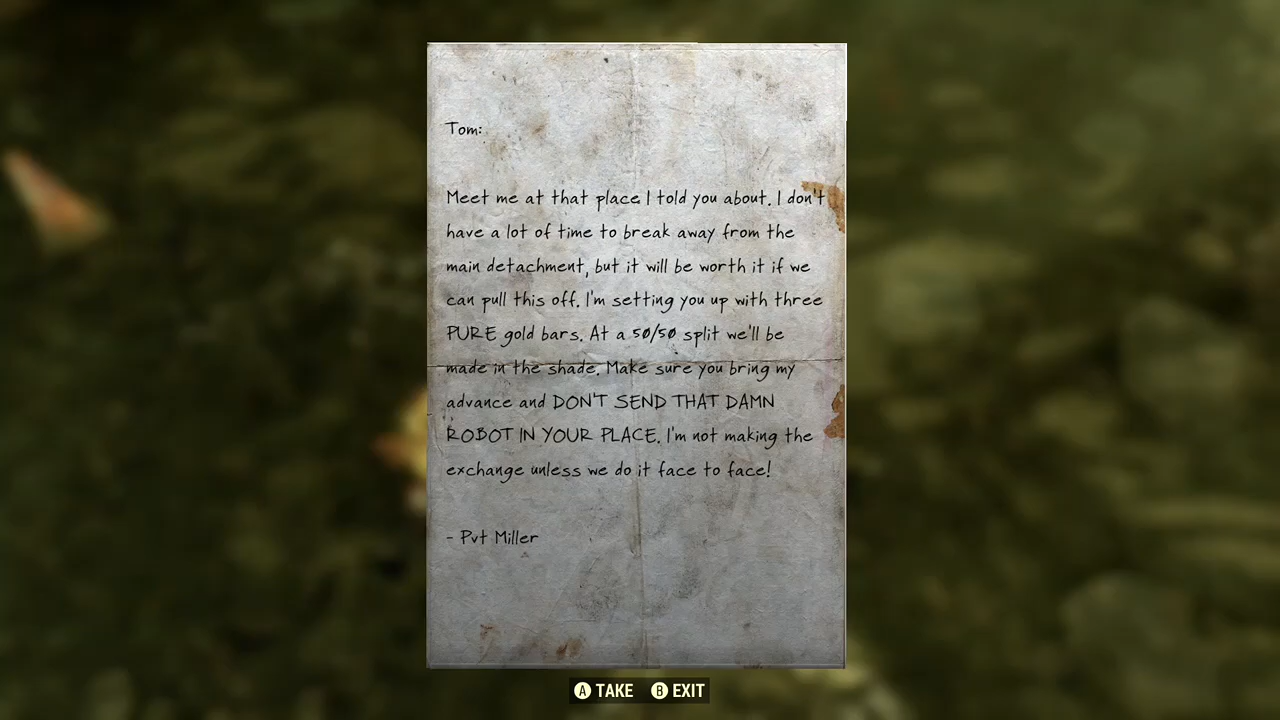 Tom:
Meet me at that place I told you about. I don't
have a lot of time to break away from the
main detachment, but it will be worth it if we
can pull this off. I'm setting you up with three
PURE gold bars. At a 50/50 split we'll be
made in the shade. Make sure you bring my
advance and DON'T SEND THAT DAMN
ROBOT IN YOUR PLACE. I'm not making the
exchange unless we do it face to face!
- Pvt Miller
A TAKE B EXIT